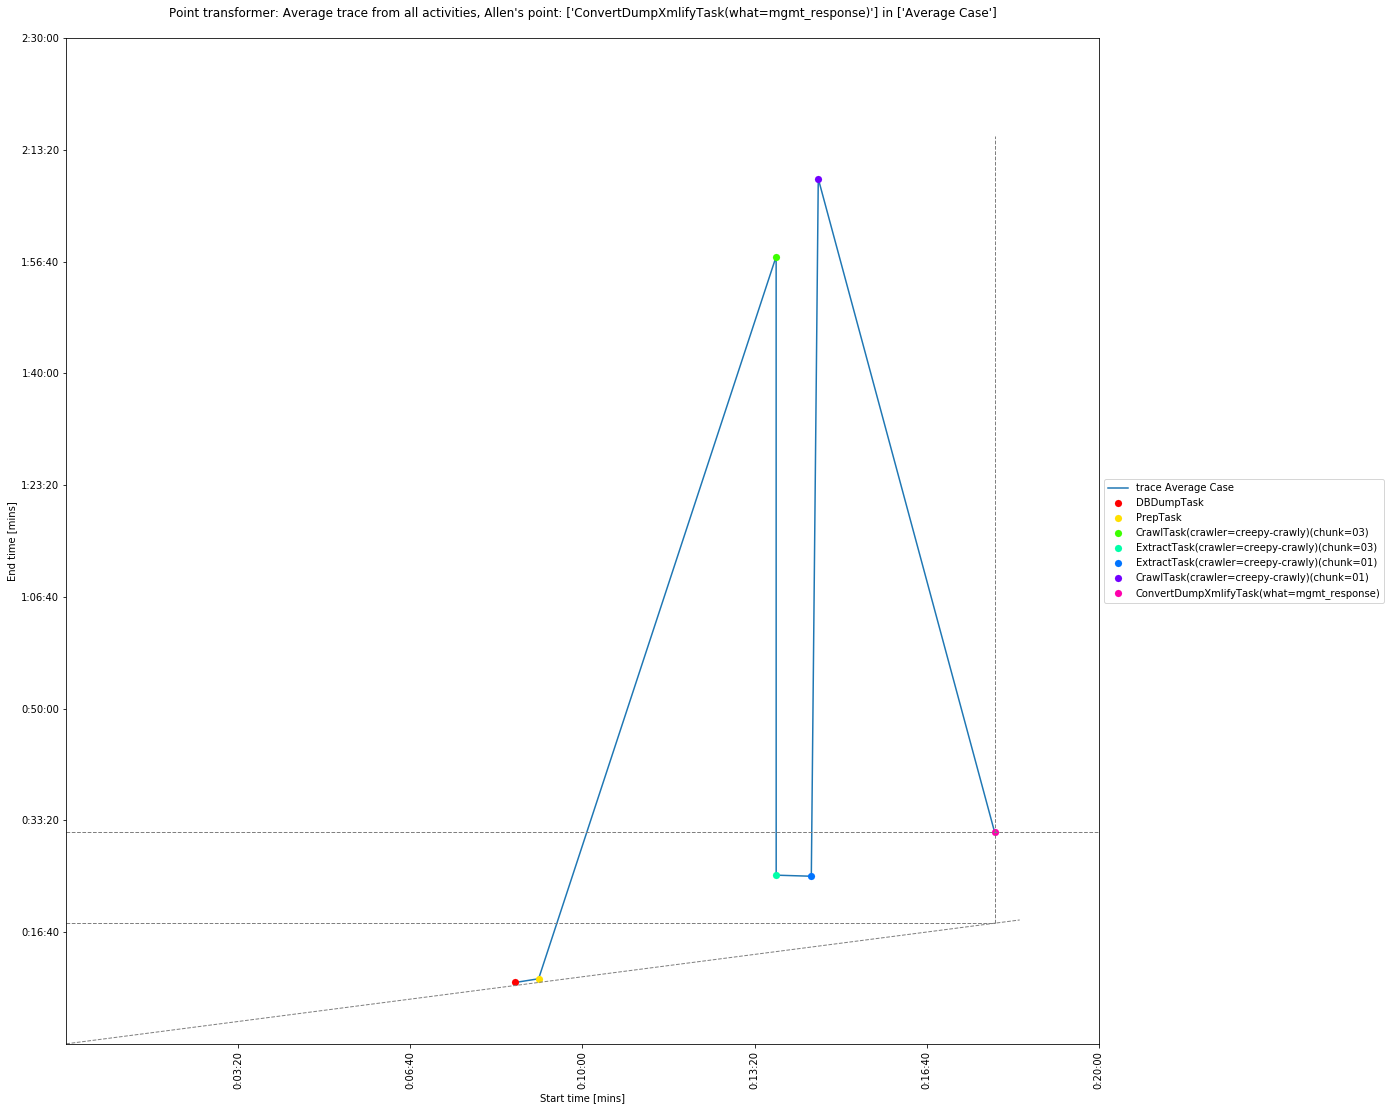 Point transformer: Average trace from all activities, Allen's point: ['ConvertDumpXmlifyTask(what=mgmt_response)'] in ['Average Case']
2:30:00
2:13:20
1:56:40
1:40:00
1:23:20
1:06:40
0:50:00
0:33:20
0:16:40
End time [mins]
0:03:20
0:06:40
0:10:00
0:13:20
0:16:40
0:20:00
Start time [mins]
trace Average Case
DBDumpTask
PrepTask
CrawlTask(crawler=creepy-crawly)(chunk=03)
ExtractTask(crawler=creepy-crawly)(chunk=03)
ExtractTask(crawler=creepy-crawly)(chunk=01)
CrawlTask(crawler=creepy-crawly)(chunk=01)
ConvertDumpXmlifyTask(what=mgmt_response)